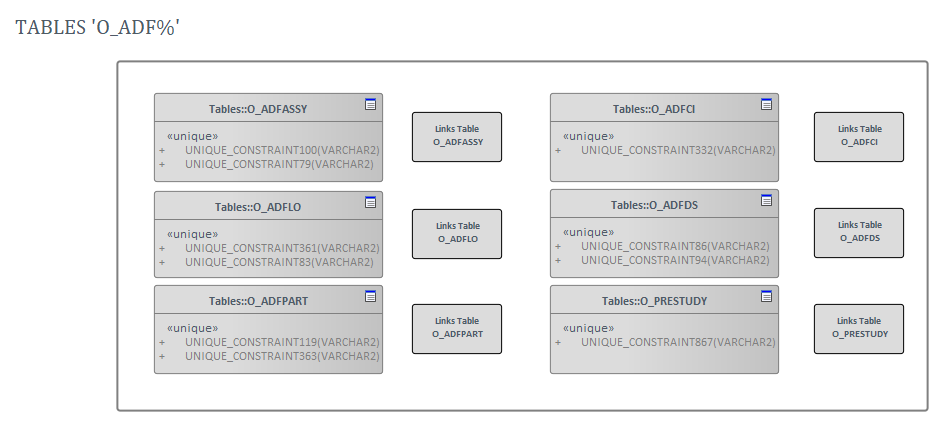 TABLES 'O_ADF%'
Tables::O_ADFASSY
«unique»
+ UNIQUE_CONSTRAINT100(VARCHAR2)
+ UNIQUE_CONSTRAINT79(VARCHAR2)
Links Table
O_ADFASSY
Tables::O_ADFCI
«unique»
+ UNIQUE_CONSTRAINT332(VARCHAR2)
Links Table
O_ADFCI
Tables::O_ADFLO
«unique»
+ UNIQUE_CONSTRAINT361(VARCHAR2)
+ UNIQUE_CONSTRAINT83(VARCHAR2)
Links Table
O_ADFLO
Tables::O_ADFDS
«unique»
+ UNIQUE_CONSTRAINT86(VARCHAR2)
+ UNIQUE_CONSTRAINT94(VARCHAR2)
Links Table
O_ADFDS
Tables::O_ADFPART
«unique»
+ UNIQUE_CONSTRAINT119(VARCHAR2)
+ UNIQUE_CONSTRAINT363(VARCHAR2)
Links Table
O_ADFPART
Tables::O_PRESTUDY
«unique»
+ UNIQUE_CONSTRAINT867(VARCHAR2)
Links Table
O_PRESTUDY